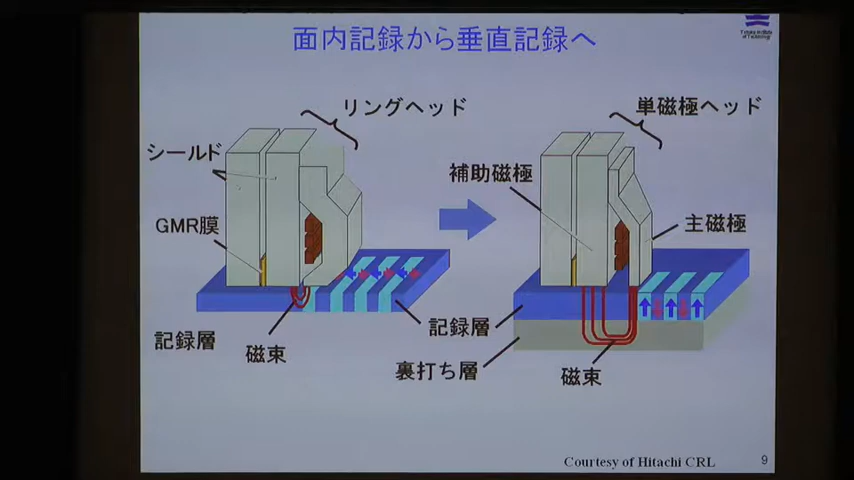 面内記録から垂直記録へ
リングヘッド
シールド
GMR膜
記録層
磁束
単磁極ヘッド
補助磁極
主磁極
記録層
裏打ち層
磁束
Courtesy of Hitachi CRL
9